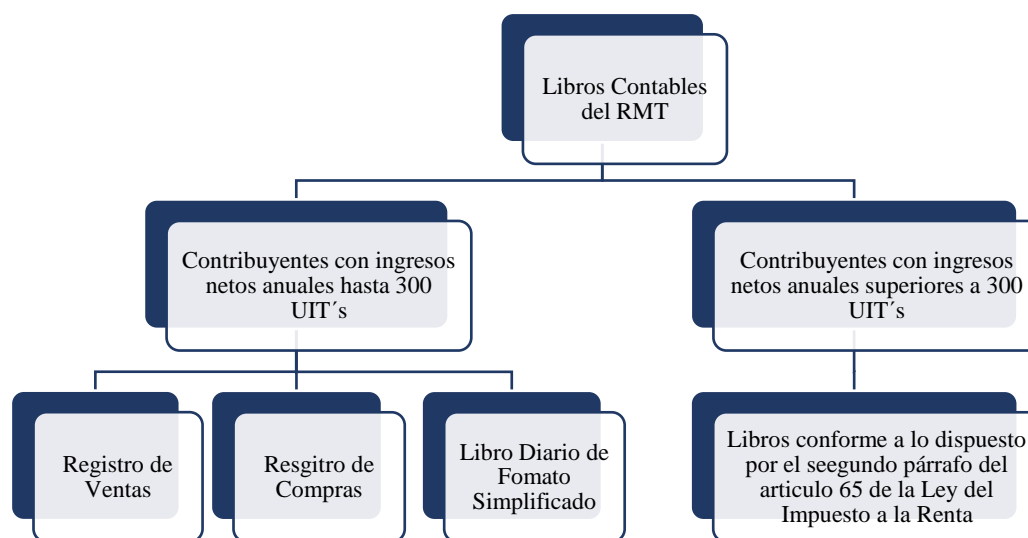 Libros Contables
del RMT
Contribuyentes con ingresos
netos anuales hasta 300
UIT´s
Contribuyentes con ingresos
netos anuales superiores a 300
UIT´s
Registro de
Ventas
Resgitro de
Compras
Libro Diario de
Fomato
Simplificado
Libros conforme a lo dispuesto
por el seegundo párrafo del
articulo 65 de la Ley del
Impuesto a la Renta